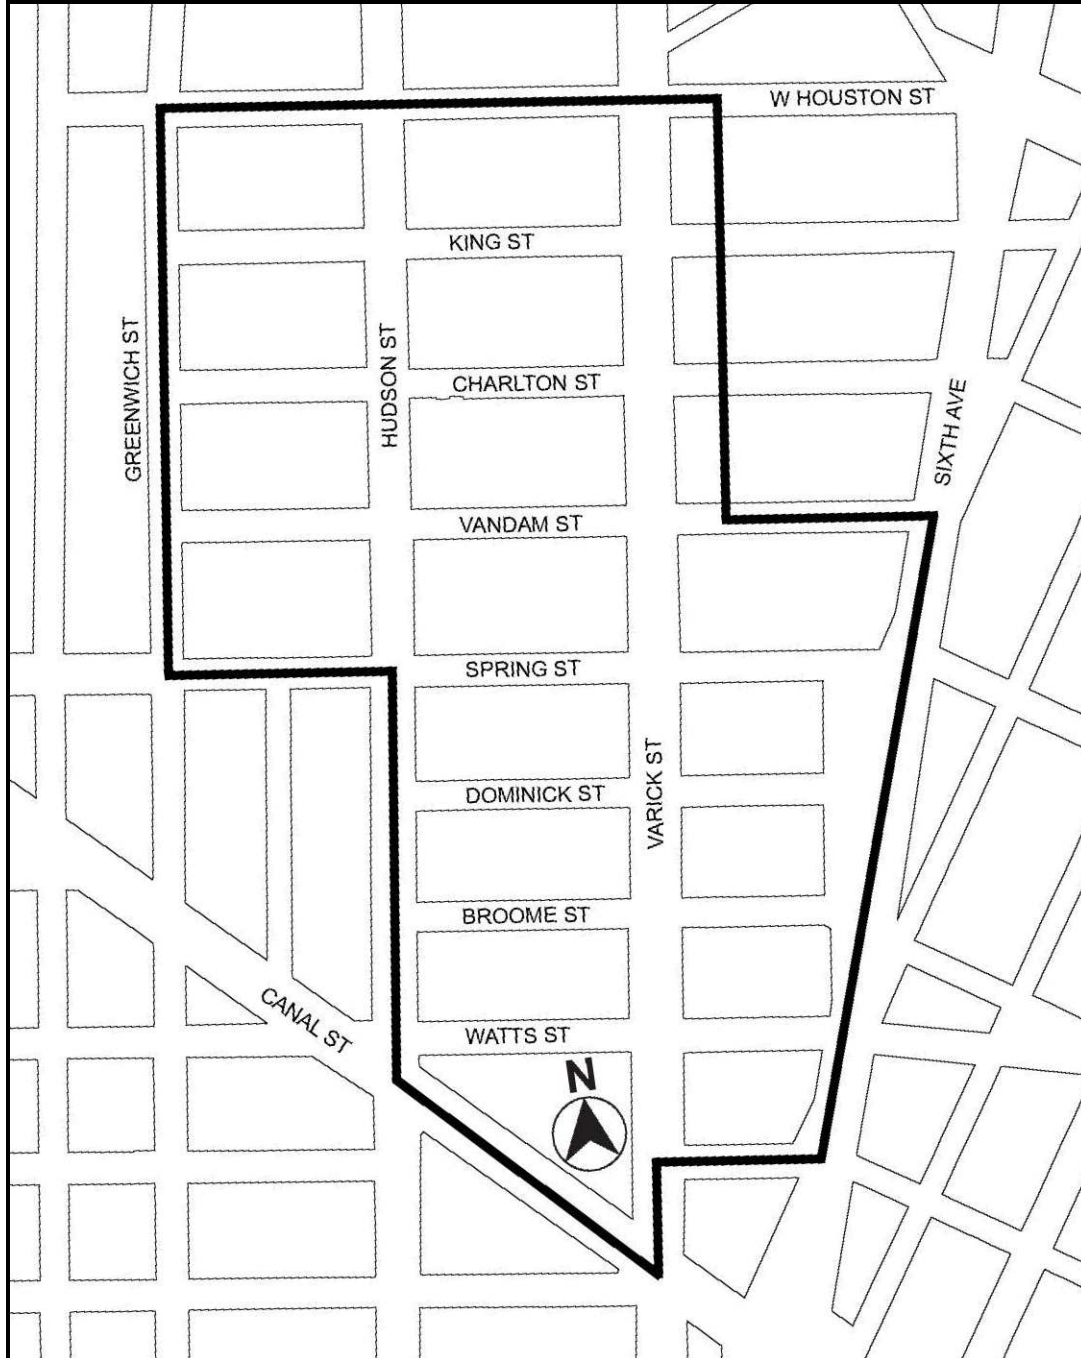 W HOUSTON ST
KING ST
GREENWICH ST
HUDSON ST
CHARLTON ST
SIXTH AVE
VANDAM ST
SPRING ST
VARICK ST
DOMINICK ST
BROOME ST
CANAL ST
WATTS ST
N